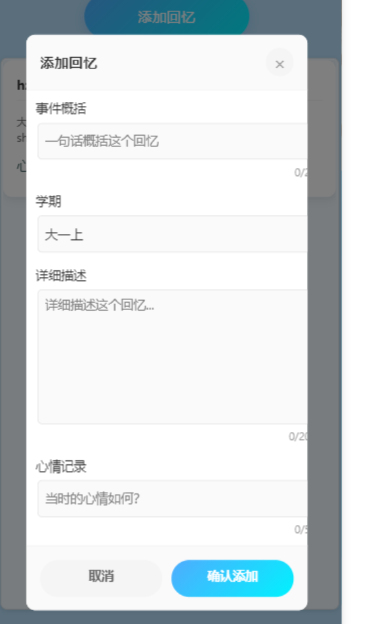 添加回忆
添加回忆
×
事件概括
一句话概括这个回忆
0/2
学期
大一上
详细描述
详细描述这个回忆...
0/20
心情记录
当时的心情如何?
0/5
取消
确认添加